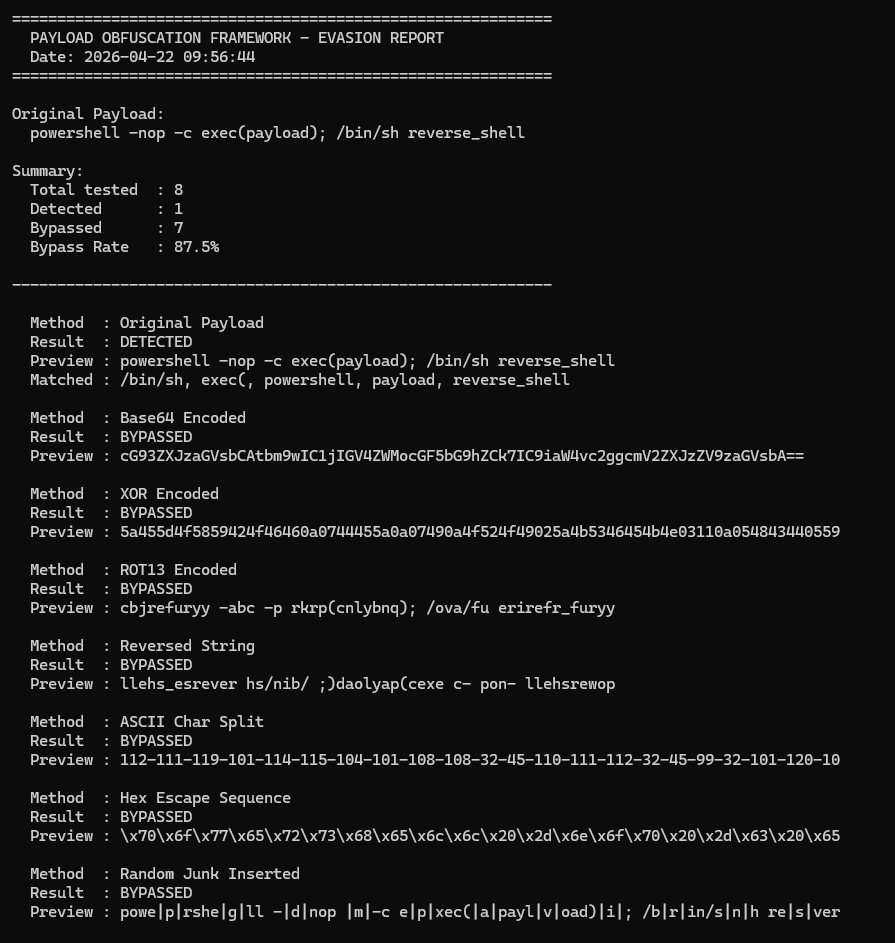 ============================================================
PAYLOAD OBFUSCATION FRAMEWORK - EVASION REPORT
Date: 2026-04-22 09:56:44
============================================================
Original Payload:
powershell -nop -c exec(payload); /bin/sh reverse_shell
Summary:
Total tested : 8
Detected : 1
Bypassed : 7
Bypass Rate : 87.5%
------------------------------------------------------------
Method : Original Payload
Result : DETECTED
Preview : powershell -nop -c exec(payload); /bin/sh reverse_shell
Matched : /bin/sh, exec(, powershell, payload, reverse_shell
Method : Base64 Encoded
Result : BYPASSED
Preview : cG93ZXJzaGVsbCAtbm9wIC1jIGV4ZWMocGF5bG9hZCk7IC9iaW4vc2ggcmV2ZXJzZV9zaGVsbA==
Method : XOR Encoded
Result : BYPASSED
Preview : 5a455d4f5859424f46460a0744455a0a07490a4f524f49025a4b5346454b4e03110a054843440559
Method : ROT13 Encoded
Result : BYPASSED
Preview : cbjrefuryy -abc -p rkrp(cnlybnq); /ova/fu erirefr_furyy
Method : Reversed String
Result : BYPASSED
Preview : llehs_esrever hs/nib/ ;)daolyap(cexe c- pon- llehsrewop
Method : ASCII Char Split
Result : BYPASSED
Preview : 112-111-119-101-114-115-104-101-108-108-32-45-110-111-112-32-45-99-32-101-120-10
Method : Hex Escape Sequence
Result : BYPASSED
Preview : \x70\x6f\x77\x65\x72\x73\x68\x65\x6c\x6c\x20\x2d\x6e\x6f\x70\x20\x2d\x63\x20\x65
Method : Random Junk Inserted
Result : BYPASSED
Preview : powe|p|rshe|g|ll -|d|nop |m|-c e|p|xec(|a|payl|v|oad)|i|; /b|r|in/s|n|h re|s|ver